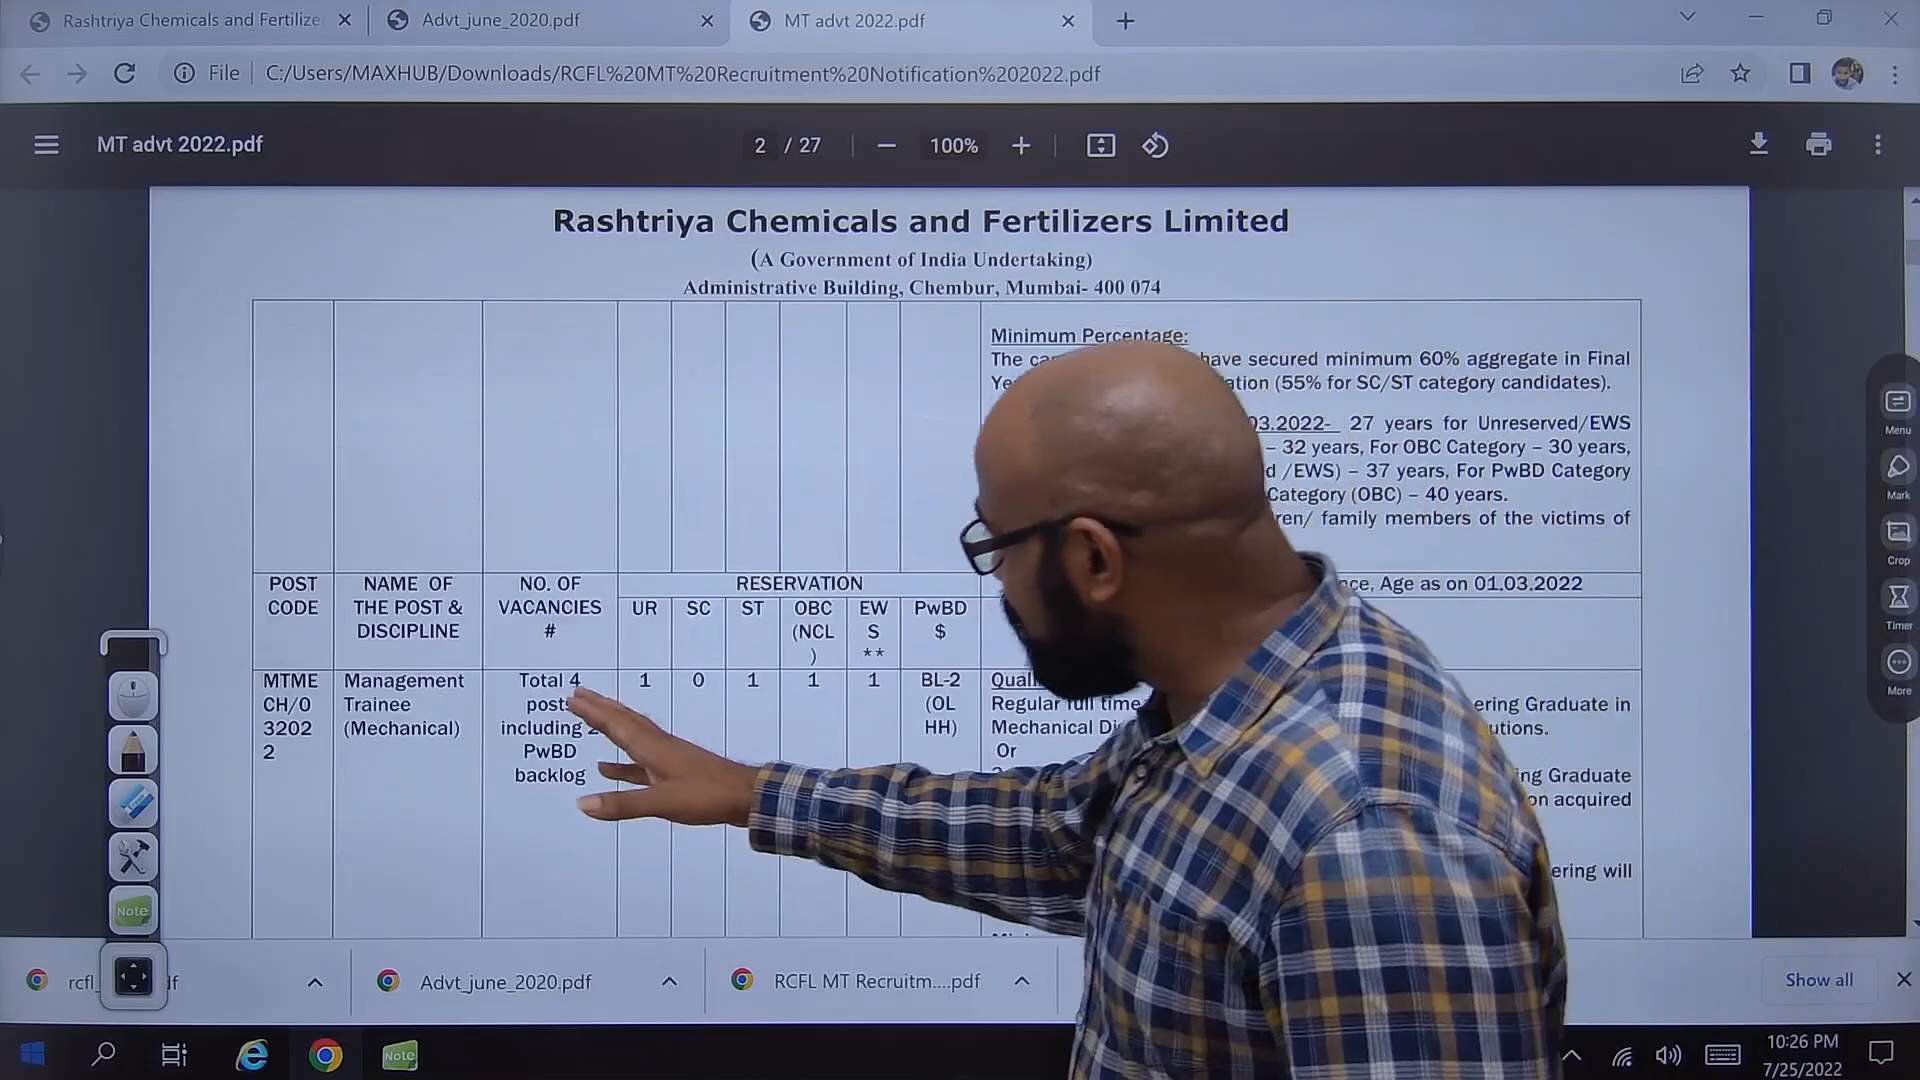 Rashtriya Chemicals and Fertilize
Advt_june_2020.pdf
MT advt 2022.pdf
File
C:/Users/MAXHUB/Downloads/RCFL%20MT%20Recruitment%20Notification%202022.pdf
MT advt 2022.pdf
2 / 27
100%
Rashtriya Chemicals and Fertilizers Limited
(A Government of India Undertaking)
Administrative Building, Chembur, Mumbai- 400 074
Minimum Percentage:
The have secured minimum 60% aggregate in Final
(55% for SC/ST category candidates).
03.2022- 27 years for Unreserved/EWS
– 32 years, For OBC Category – 30 years,
/EWS) – 37 years, For PwBD Category
Category (OBC) – 40 years.
family members of the victims of
POST CODE
NAME OF THE POST & DISCIPLINE
NO. OF VACANCIES #
RESERVATION
UR
SC
ST
OBC (NCL )
EW S **
PwBD $
Age as on 01.03.2022
MTME CH/0 3202 2
Management Trainee (Mechanical)
Total 4
posts
including 2
PwBD
backlog
1
0
1
1
1
BL-2 (OL HH)
Regular full time
Graduate in
Mechanical
Or
Graduate
acquired
will
Menu
Mark
Crop
Timer
More
Note
Advt_june_2020.pdf
RCFL MT Recruitm....pdf
Show all
Note
10:26 PM
7/25/2022